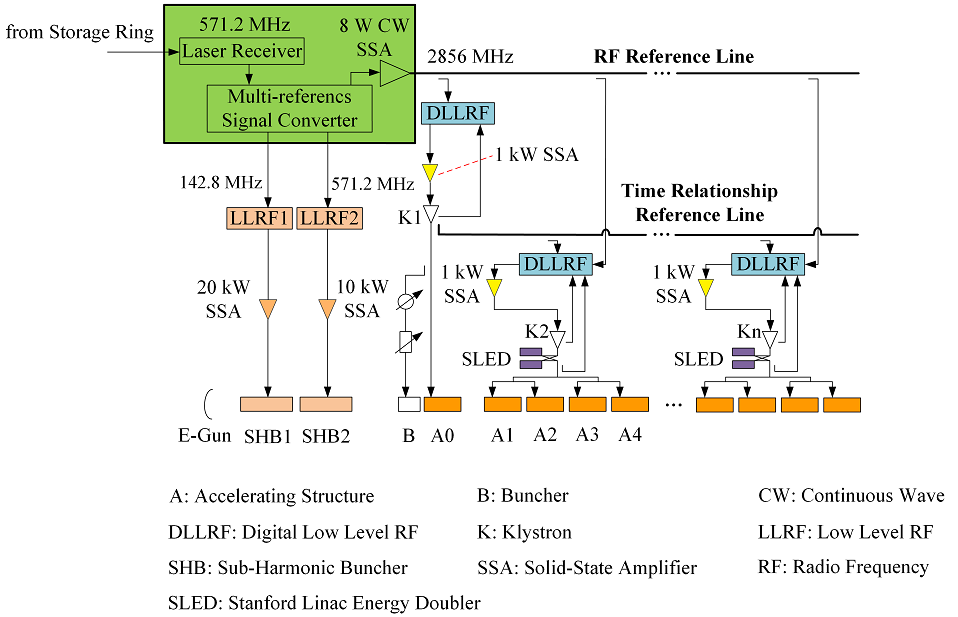 from Storage Ring
571.2 MHz
Laser Receiver
8 W CW
SSA
2856 MHz
RF Reference Line
...
Multi-referencs
Signal Converter
DLLRF
1 kW SSA
142.8 MHz
571.2 MHz
LLRF1
LLRF2
K1
Time Relationship
Reference Line
...
20 kW
SSA
10 kW
SSA
1 kW
SSA
DLLRF
K2
SLED
1 kW
SSA
DLLRF
Kn
SLED
...
E-Gun
SHB1
SHB2
B
A0
A1
A2
A3
A4
A: Accelerating Structure
B: Buncher
CW: Continuous Wave
DLLRF: Digital Low Level RF
K: Klystron
LLRF: Low Level RF
SHB: Sub-Harmonic Buncher
SSA: Solid-State Amplifier
RF: Radio Frequency
SLED: Stanford Linac Energy Doubler